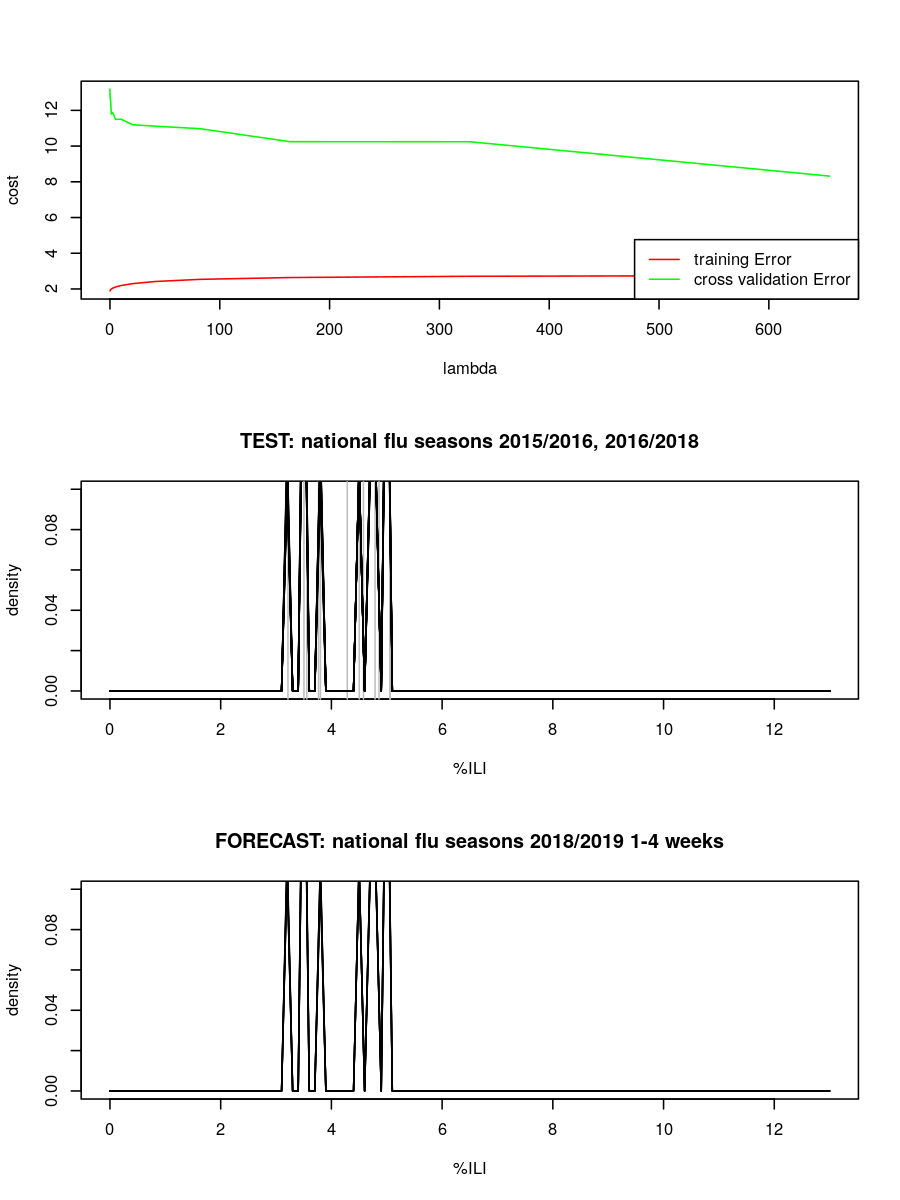 12
10
8
6
4
2
cost
training Error
cross validation Error
0 100 200 300 400 500 600
lambda
TEST: national flu seasons 2015/2016, 2016/2018
0.08
0.04
0.00
density
0 2 4 6 8 10 12
%ILI
FORECAST: national flu seasons 2018/2019 1-4 weeks
0.08
0.04
0.00
density
0 2 4 6 8 10 12
%ILI